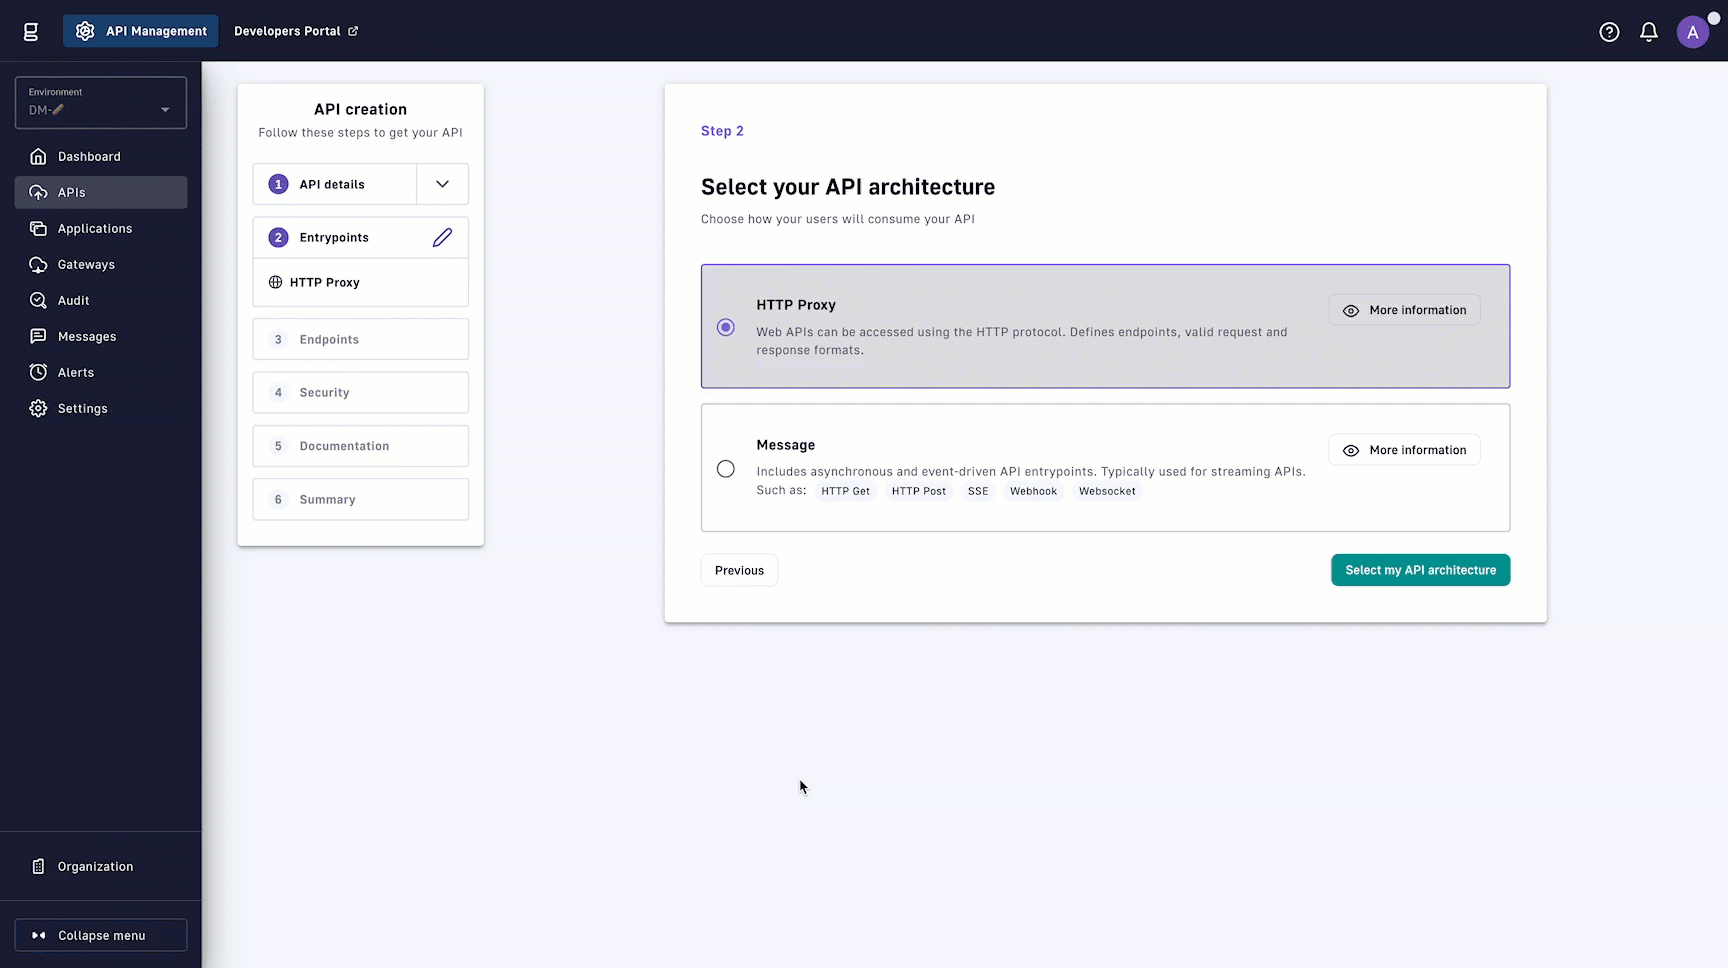 API Management
Developers Portal
A
Environment
DM-
Dashboard
APIs
Applications
Gateways
Audit
Messages
Alerts
Settings
Organization
Collapse menu
API creation
Follow these steps to get your API
1 API details
2 Entrypoints
HTTP Proxy
3 Endpoints
4 Security
5 Documentation
6 Summary
Step 2
Select your API architecture
Choose how your users will consume your API
HTTP Proxy
More information
Web APIs can be accessed using the HTTP protocol. Defines endpoints, valid request and
response formats.
Message
More information
Includes asynchronous and event-driven API entrypoints. Typically used for streaming APIs.
Such as: HTTP Get HTTP Post SSE Webhook Websocket
Previous
Select my API architecture